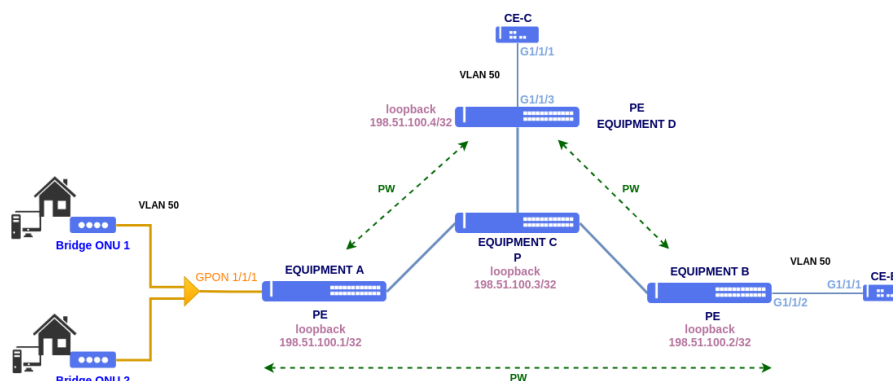 CE-C
G1/1/1
VLAN 50
G1/1/3
loopback
198.51.100.4/32
PE
EQUIPMENT D
PW
PW
VLAN 50
Bridge ONU 1
GPON 1/1/1
EQUIPMENT A
PE
loopback
198.51.100.1/32
EQUIPMENT C
P
loopback
198.51.100.3/32
VLAN 50
EQUIPMENT B
G1/1/1
G1/1/2
PE
loopback
198.51.100.2/32
PW
Bridge ONU 2